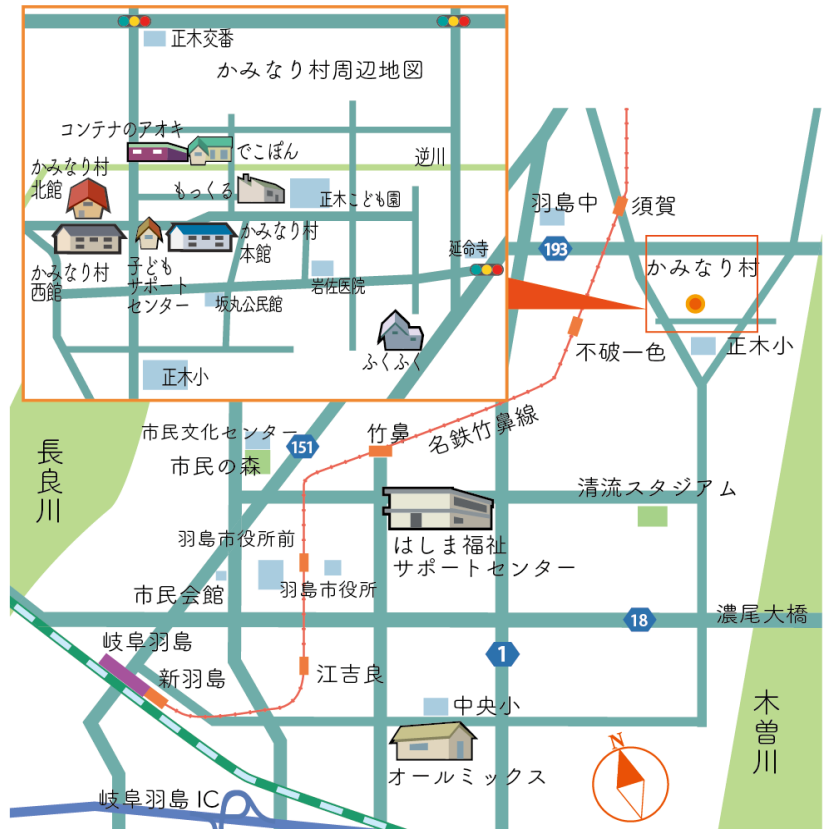 正木交番
かみなり村周辺地図
コンテナのアオキ
でこぽん
逆川
かみなり村
北館
もっくる
正木こども園
かみなり村
西館
子ども
サポート
センター
かみなり村
本館
延命寺
坂丸公民館
岩佐医院
ふくふく
正木小
羽島中
須賀
193
かみなり村
不破一色
正木小
長良川
市民文化センター
151
市民の森
竹鼻
名鉄竹鼻線
清流スタジアム
はしま福祉
サポートセンター
羽島市役所前
市民会館
羽島市役所
18
濃尾大橋
岐阜羽島
新羽島
江吉良
1
中央小
木曽川
オールミックス
N
岐阜羽島 IC